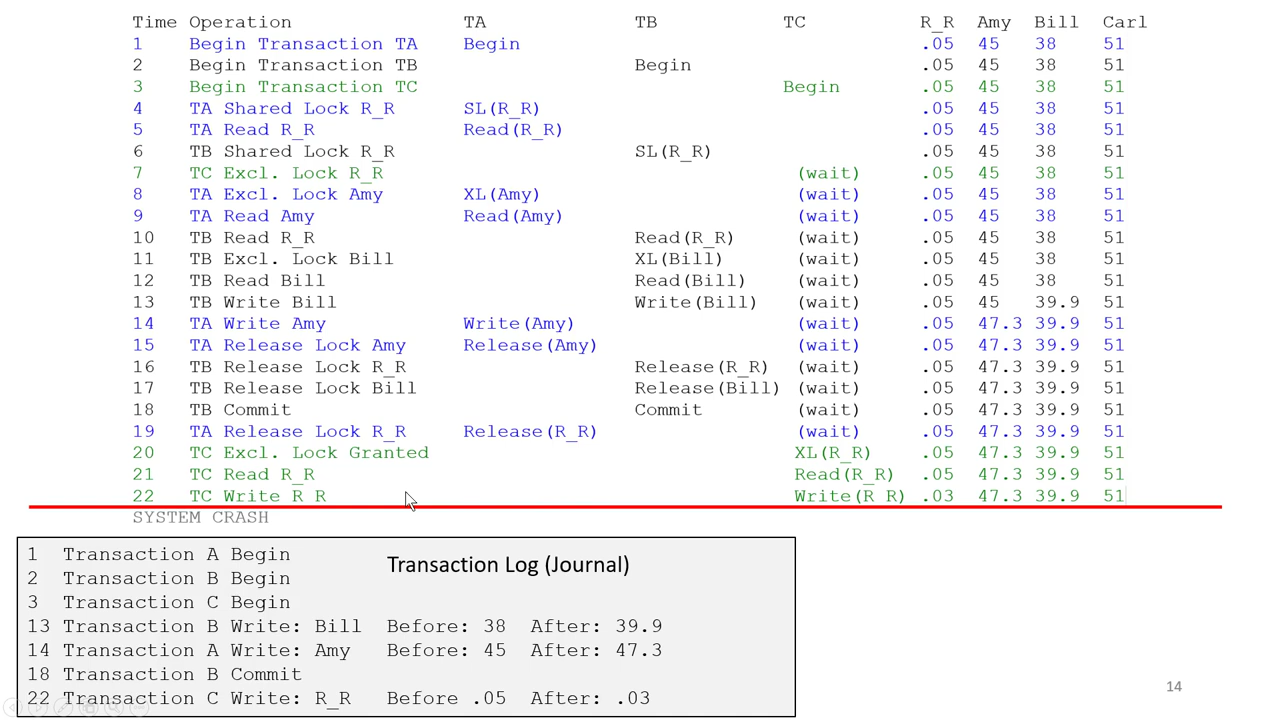 Time Operation TA TB TC R_R Amy Bill Carl
1 Begin Transaction TA Begin .05 45 38 51
2 Begin Transaction TB Begin .05 45 38 51
3 Begin Transaction TC Begin .05 45 38 51
4 TA Shared Lock R_R SL(R_R) .05 45 38 51
5 TA Read R_R Read(R_R) .05 45 38 51
6 TB Shared Lock R_R SL(R_R) .05 45 38 51
7 TC Excl. Lock R_R (wait) .05 45 38 51
8 TA Excl. Lock Amy XL(Amy) (wait) .05 45 38 51
9 TA Read Amy Read(Amy) (wait) .05 45 38 51
10 TB Read R_R Read(R_R) (wait) .05 45 38 51
11 TB Excl. Lock Bill XL(Bill) (wait) .05 45 38 51
12 TB Read Bill Read(Bill) (wait) .05 45 38 51
13 TB Write Bill Write(Bill) (wait) .05 45 39.9 51
14 TA Write Amy Write(Amy) (wait) .05 47.3 39.9 51
15 TA Release Lock Amy Release(Amy) (wait) .05 47.3 39.9 51
16 TB Release Lock R_R Release(R_R) (wait) .05 47.3 39.9 51
17 TB Release Lock Bill Release(Bill) (wait) .05 47.3 39.9 51
18 TB Commit Commit (wait) .05 47.3 39.9 51
19 TA Release Lock R_R Release(R_R) (wait) .05 47.3 39.9 51
20 TC Excl. Lock Granted XL(R_R) .05 47.3 39.9 51
21 TC Read R_R Read(R_R) .05 47.3 39.9 51
22 TC Write R_R Write(R_R) .03 47.3 39.9 51
SYSTEM CRASH
Transaction Log (Journal)
1 Transaction A Begin
2 Transaction B Begin
3 Transaction C Begin
13 Transaction B Write: Bill Before: 38 After: 39.9
14 Transaction A Write: Amy Before: 45 After: 47.3
18 Transaction B Commit
22 Transaction C Write: R_R Before .05 After: .03
14